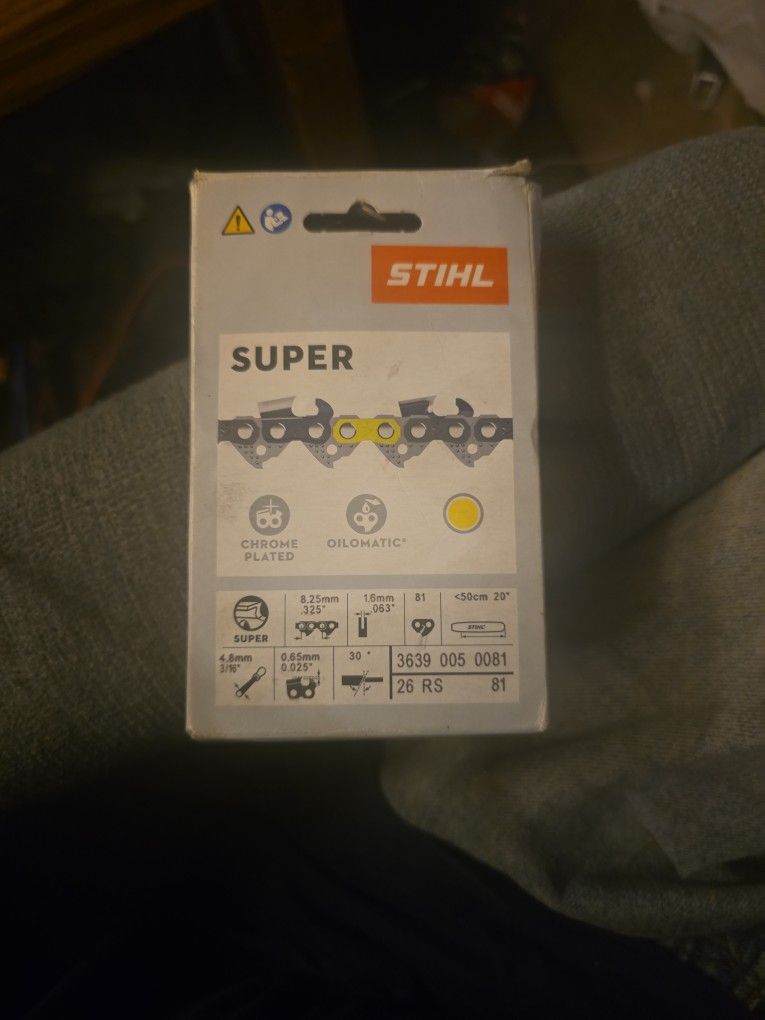 STIHL
SUPER
CHROME
PLATED
OILOMATIC®
8.25mm
.325"
1,6mm
.063"
81
<50cm 20"
SUPER
STIHL
4.8mm
3/16"
0.65mm
0.025"
30 °
3639 005 0081
26 RS 81